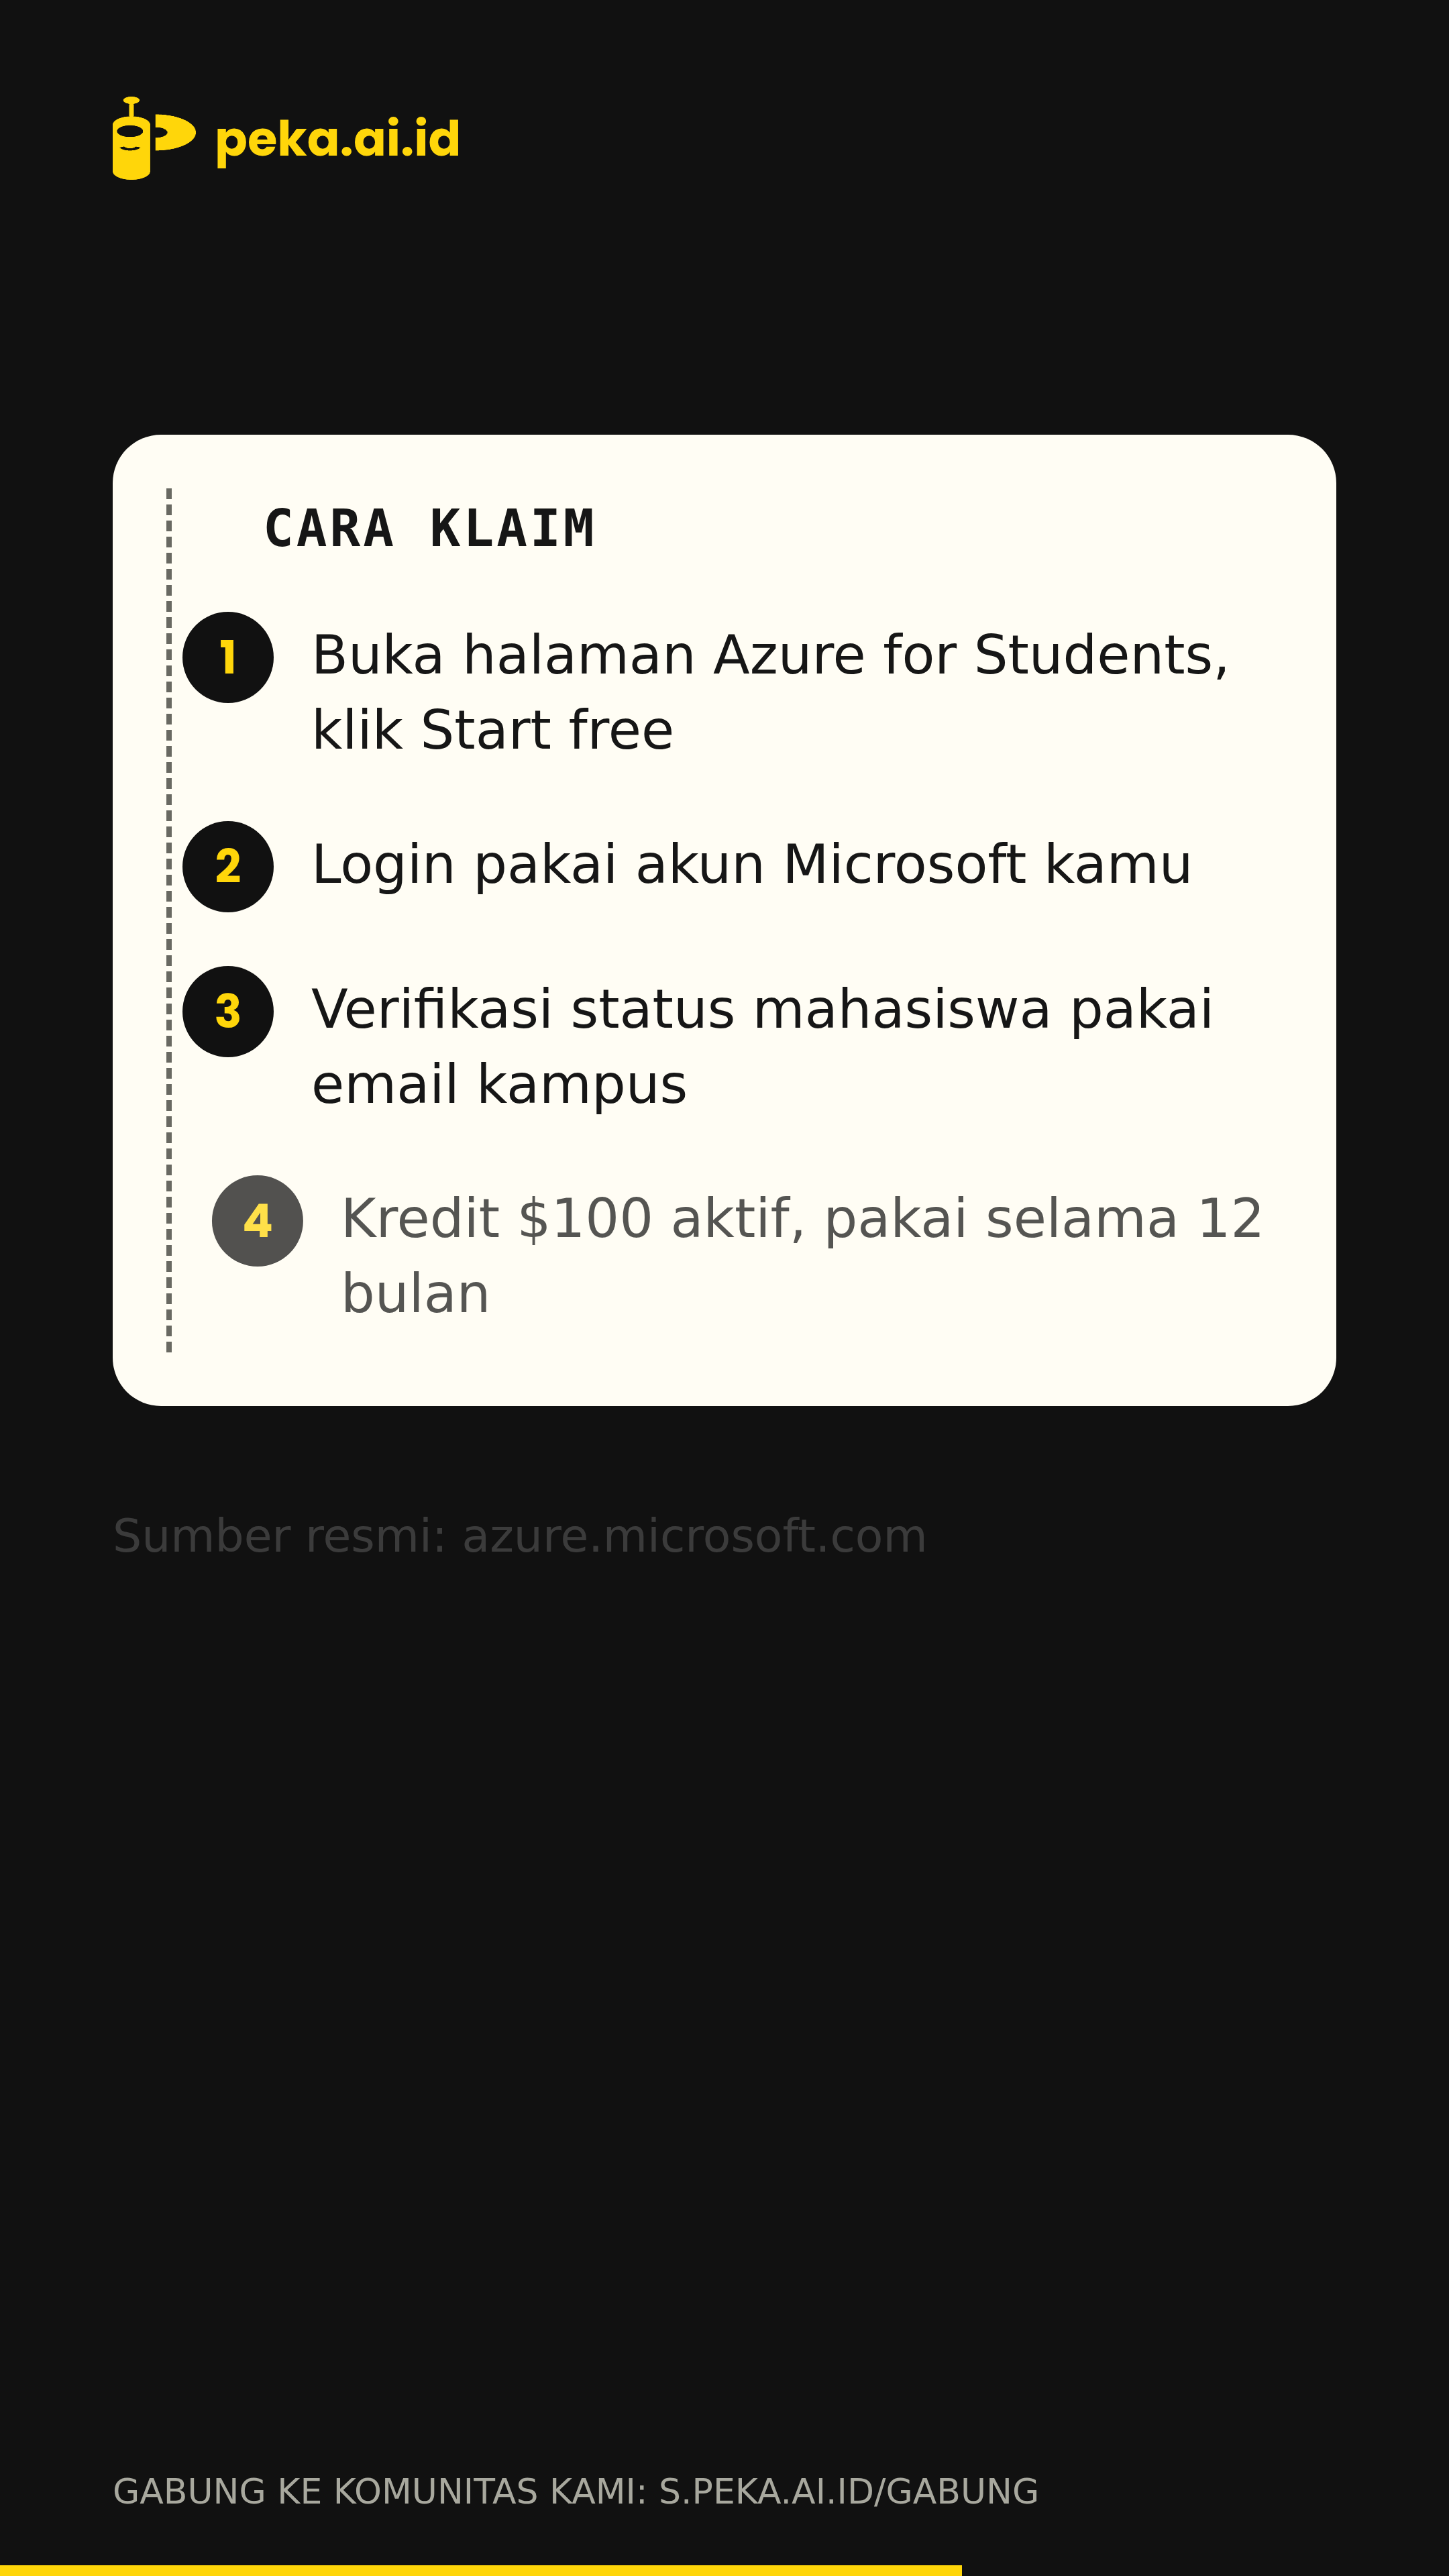 peka.ai.id
CARA KLAIM
1 Buka halaman Azure for Students,
klik Start free
2 Login pakai akun Microsoft kamu
3 Verifikasi status mahasiswa pakai
email kampus
4 Kredit $100 aktif, pakai selama 12
bulan
Sumber resmi: azure.microsoft.com
GABUNG KE KOMUNITAS KAMI: S.PEKA.AI.ID/GABUNG